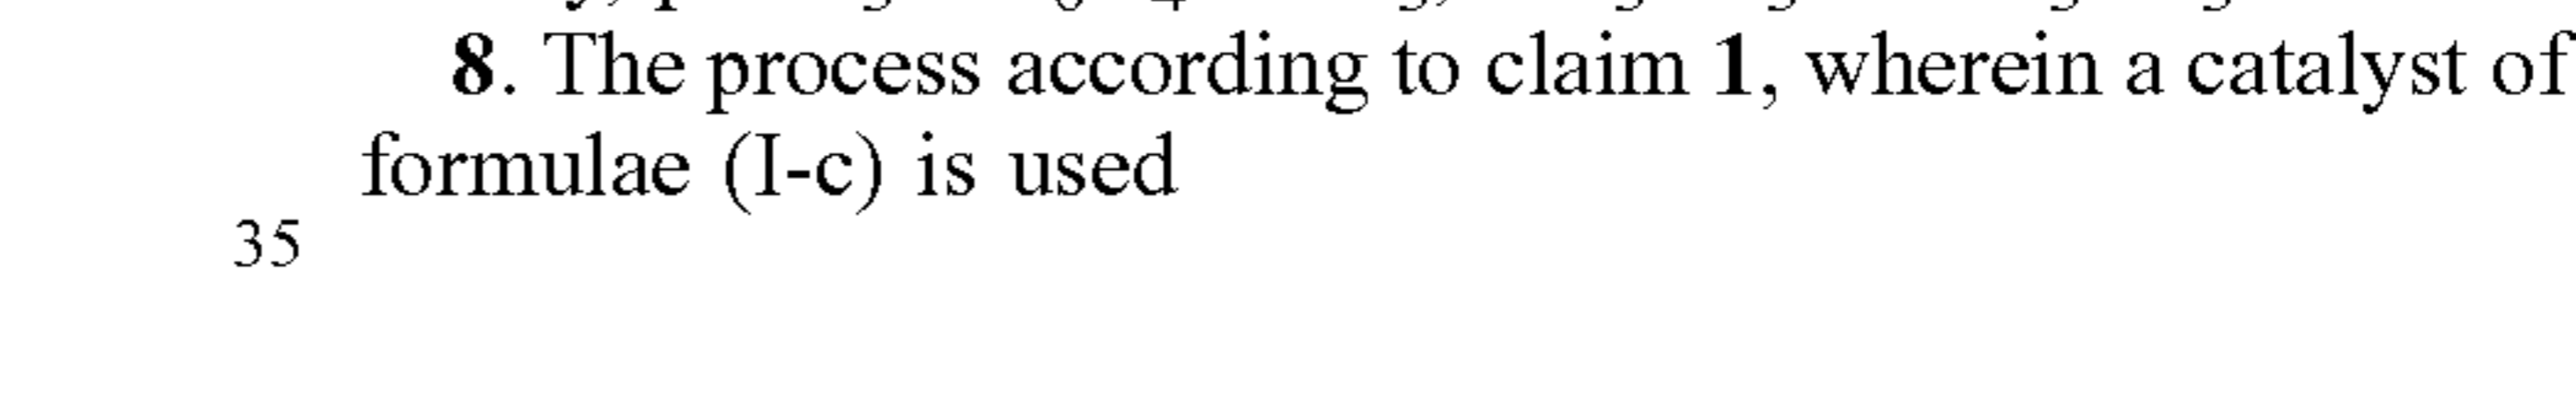 8. The process according to claim 1, wherein a catalyst of
formulae (I-c) is used
35